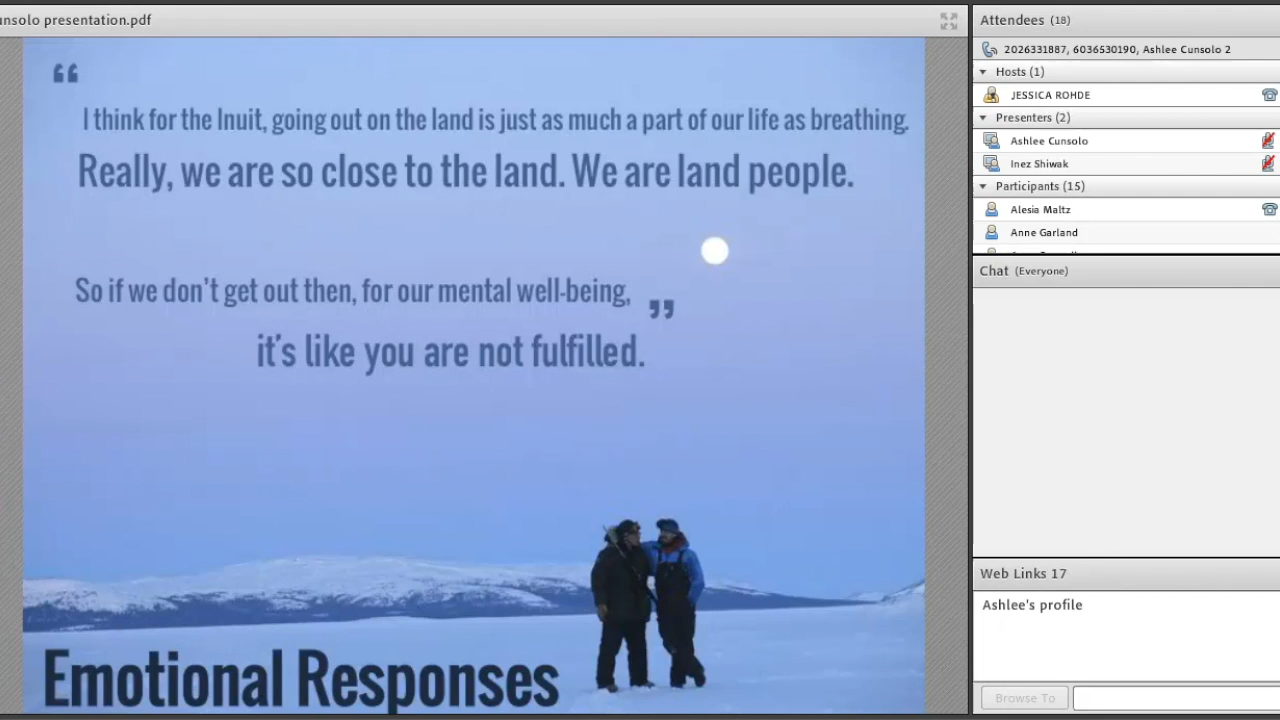 unsolo presentation.pdf
“
I think for the Inuit, going out on the land is just as much a part of our life as breathing.
Really, we are so close to the land. We are land people.
So if we don't get out then, for our mental well-being, ”
it's like you are not fulfilled.
Emotional Responses
Attendees (18)
2026331887, 6036530190, Ashlee Cunsolo 2
Hosts (1)
JESSICA ROHDE
Presenters (2)
Ashlee Cunsolo
Inez Shiwak
Participants (15)
Alesia Maltz
Anne Garland
Chat (Everyone)
Web Links 17
Ashlee's profile
Browse To